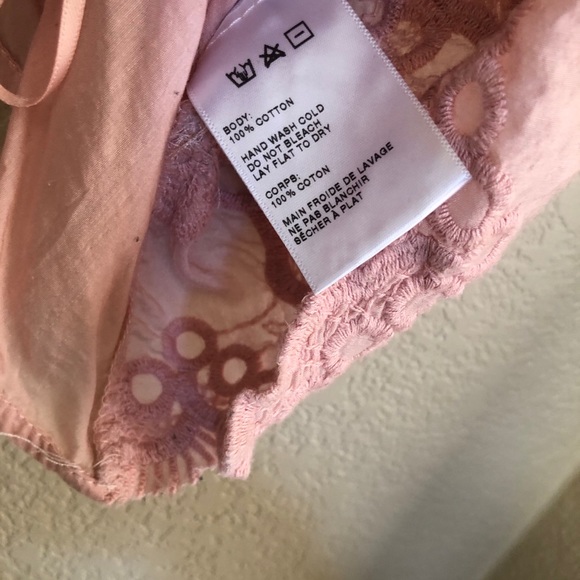 BODY:
100% COTTON
HAND WASH COLD
DO NOT BLEACH
LAY FLAT TO DRY
CORPS:
100% COTON
MAIN FROIDE DE LAVAGE
NE PAS BLANCHIR
SÉCHER À PLAT